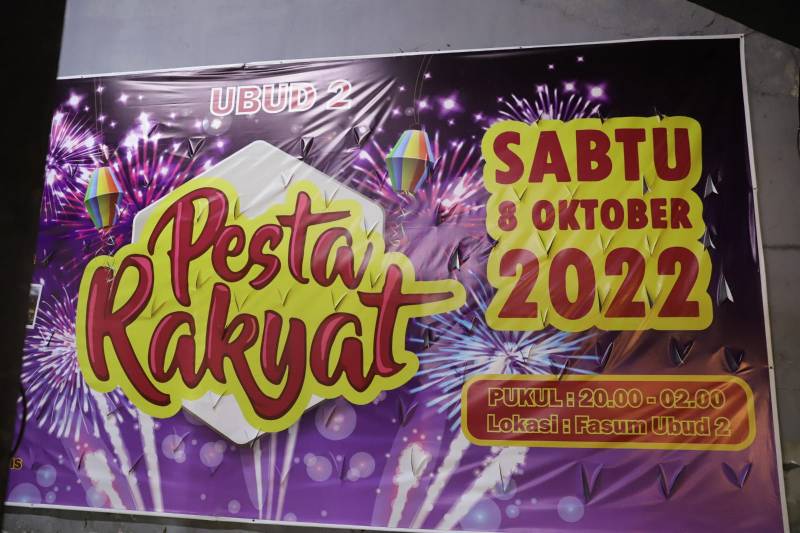 UBUD 2
Pesta
Rakyat
SABTU
8 OKTOBER
2022
PUKUL : 20.00 - 02.00
Lokasi : Fasum Ubud 2